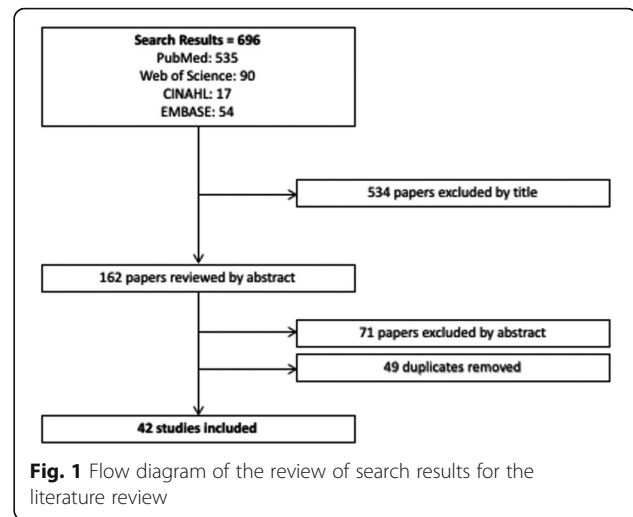 Search Results = 696
PubMed: 535
Web of Science: 90
CINAHL: 17
EMBASE: 54
534 papers excluded by title
162 papers reviewed by abstract
71 papers excluded by abstract
49 duplicates removed
42 studies included
Fig. 1 Flow diagram of the review of search results for the
literature review